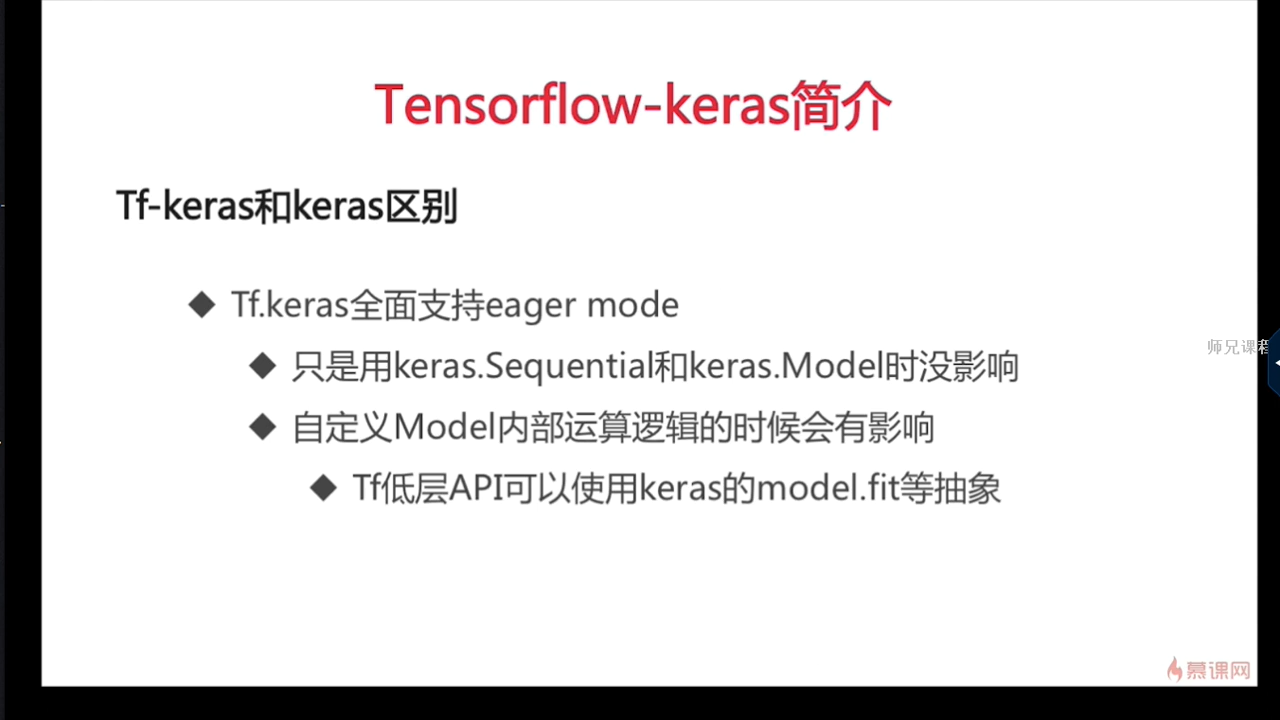 Tensorflow-keras简介
Tf-keras和keras区别
Tf.keras全面支持eager mode
只是用keras.Sequential和keras.Model时没影响
自定义Model内部运算逻辑的时候会有影响
Tf低层API可以使用keras的model.fit等抽象
师兄课程
慕课网